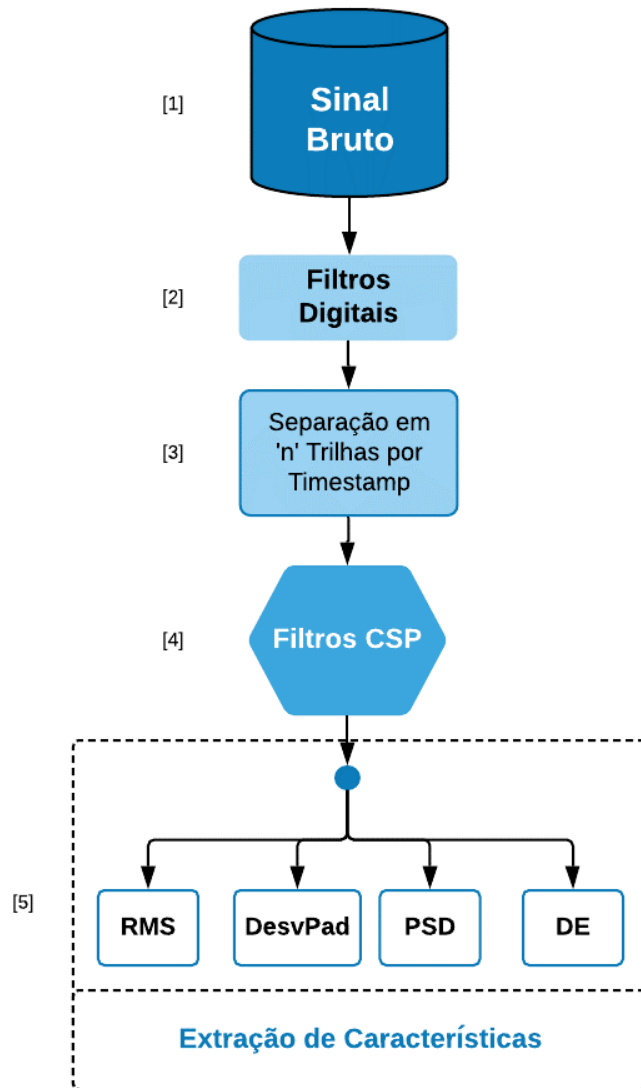 [1]
Sinal
Bruto
[2]
Filtros
Digitais
[3]
Separação em
'n' Trilhas por
Timestamp
[4]
Filtros CSP
[5]
RMS
DesvPad
PSD
DE
Extração de Características